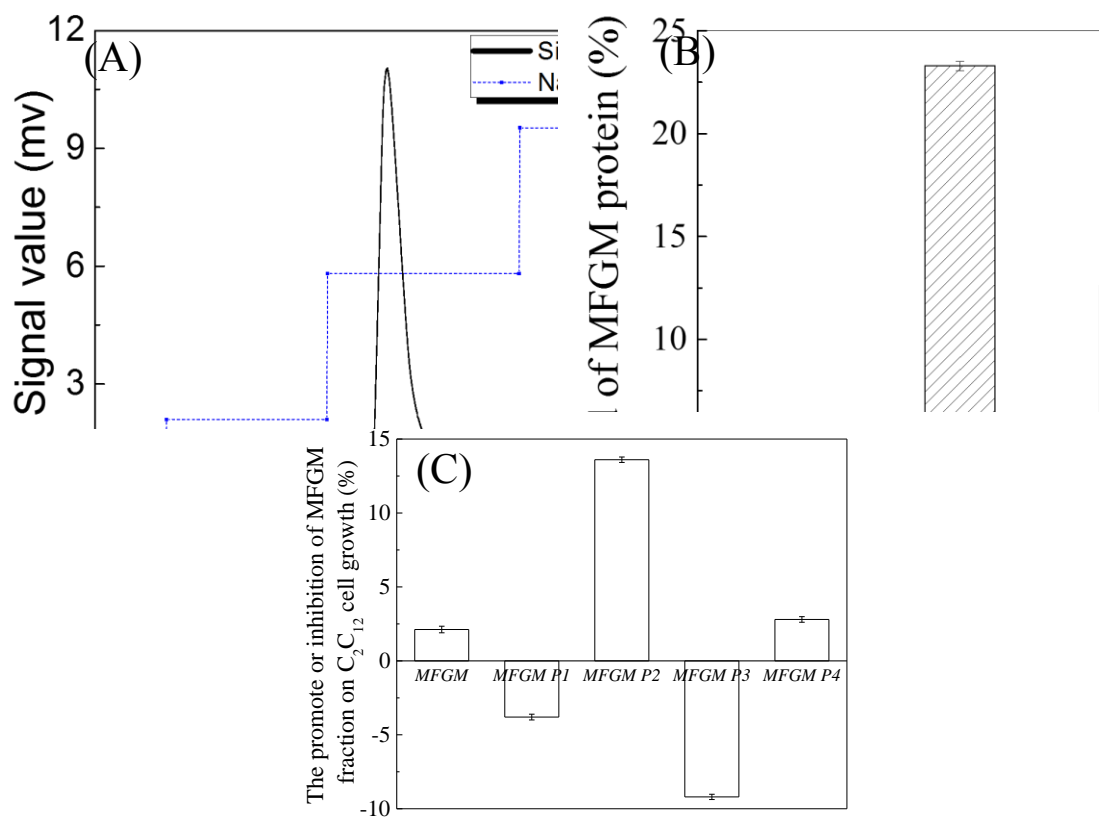 (A)
12
9
6
3
Signal value (mv)
(B)
25
20
15
10
of MFGM protein (%)
(C)
15
10
5
0
-5
-10
The promote or inhibition of MFGM
fraction on C₂C₁₂ cell growth (%)
MFGM MFGM P1 MFGM P2 MFGM P3 MFGM P4